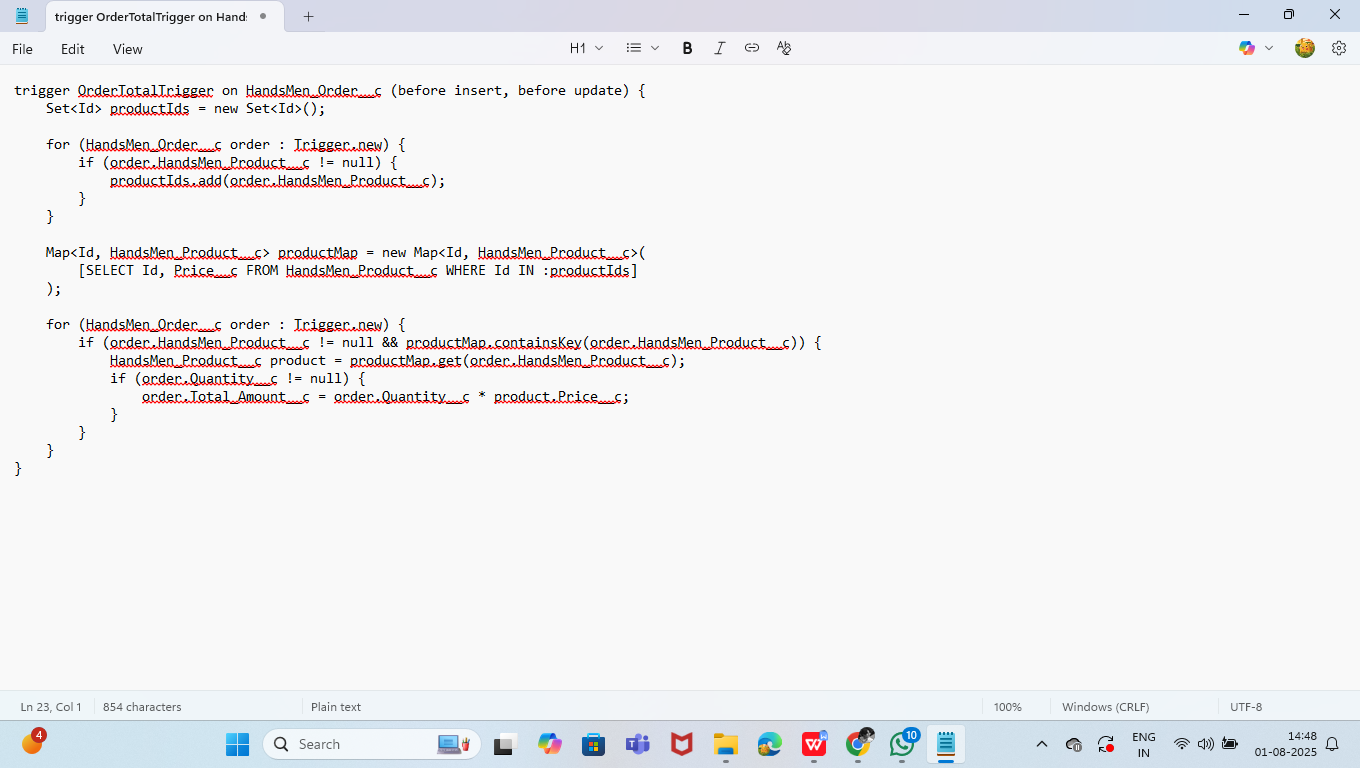 trigger OrderTotalTrigger on Hands
File Edit View
H1
B I
trigger OrderTotalTrigger on HandsMen_Order__c (before insert, before update) {
    Set<Id> productIds = new Set<Id>();
    for (HandsMen_Order__c order : Trigger.new) {
        if (order.HandsMen_Product__c != null) {
            productIds.add(order.HandsMen_Product__c);
        }
    }
    Map<Id, HandsMen_Product__c> productMap = new Map<Id, HandsMen_Product__c>(
        [SELECT Id, Price__c FROM HandsMen_Product__c WHERE Id IN :productIds]
    );
    for (HandsMen_Order__c order : Trigger.new) {
        if (order.HandsMen_Product__c != null && productMap.containsKey(order.HandsMen_Product__c)) {
            HandsMen_Product__c product = productMap.get(order.HandsMen_Product__c);
            if (order.Quantity__c != null) {
                order.Total_Amount__c = order.Quantity__c * product.Price__c;
            }
        }
    }
}
Ln 23, Col 1 854 characters Plain text 100% Windows (CRLF) UTF-8
4 Search 10 ENG 14:48
IN 01-08-2025